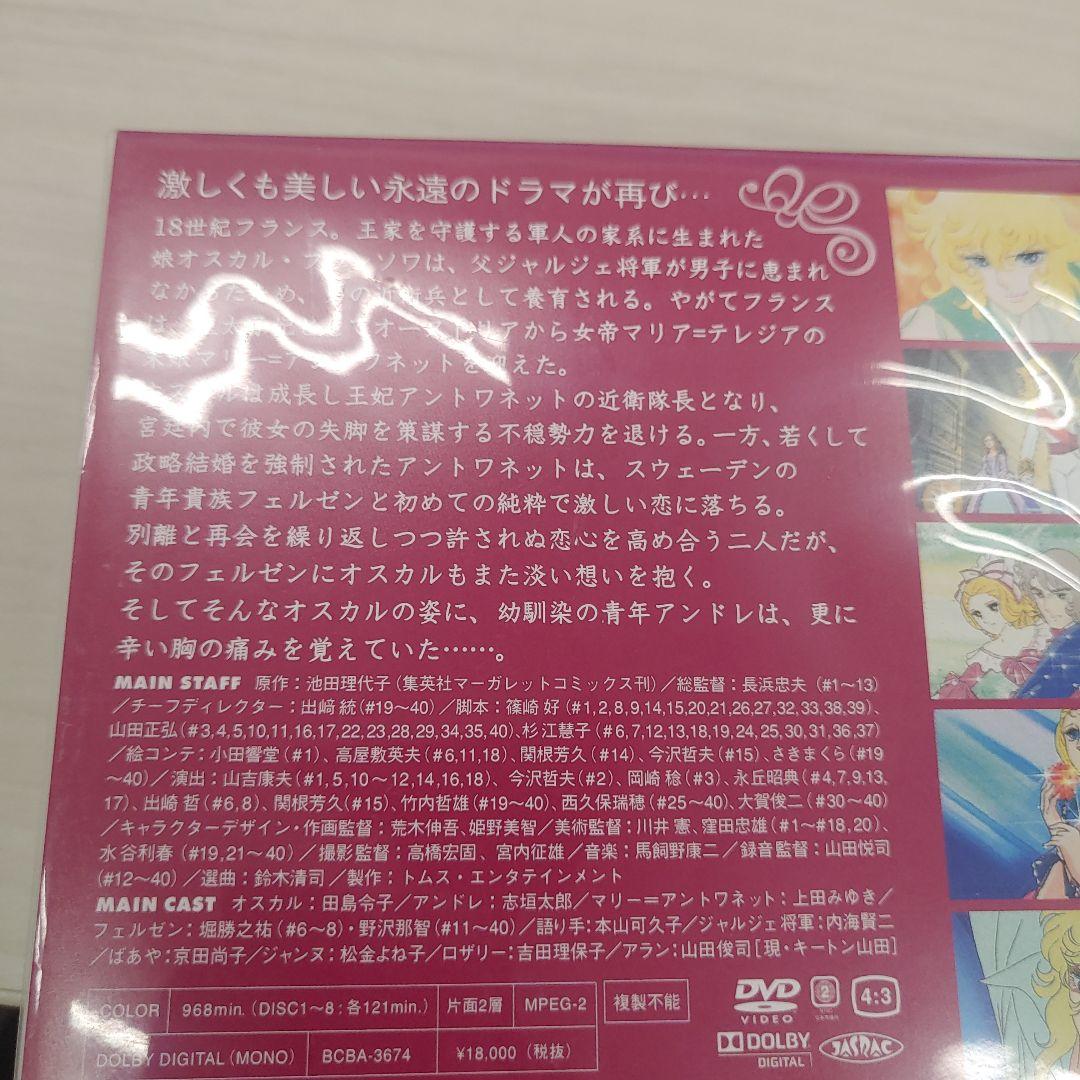 激しくも美しい永遠のドラマが再び…
18世紀フランス。王家を守護する軍人の家系に生まれた
娘オスカル・ フ ソワは、父ジャルジェ将軍が男子に恵まれ
なかったため、 の近衛兵として養育される。やがてフランス
は、 オーストリアから女帝マリア=テレジアの
マリー=ア ワネットを迎えた。
ルは成長し王妃アントワネットの近衛隊長となり、
宮廷内で彼女の失脚を策謀する不穏勢力を退ける。一方、若くして
政略結婚を強制されたアントワネットは、スウェーデンの
青年貴族フェルゼンと初めての純粋で激しい恋に落ちる。
別離と再会を繰り返しつつ許されぬ恋心を高め合う二人だが、
そのフェルゼンにオスカルもまた淡い想いを抱く。
そしてそんなオスカルの姿に、幼馴染の青年アンドレは、更に
辛い胸の痛みを覚えていた……。
MAIN STAFF 原作：池田理代子(集英社マーガレットコミックス刊)／総監督：長浜忠夫(#1〜13)
／チーフディレクター：出﨑 統(#19〜40)／脚本：篠崎 好(#1,2,8,9,14,15,20,21,26,27,32,33,38,39)、
山田正弘(#3,4,5,10,11,16,17,22,23,28,29,34,35,40)、杉江慧子(#6,7,12,13,18,19,24,25,30,31,36,37)
／絵コンテ：小田響堂(#1)、高屋敷英夫(#6,11,18)、関根芳久(#14)、今沢哲夫(#15)、さきまくら(#19
〜40)／演出：山吉康夫(#1,5,10〜12,14,16,18)、今沢哲夫(#2)、岡崎 稔(#3)、永丘昭典(#4,7,9,13,
17)、出崎 哲(#6,8)、関根芳久(#15)、竹内哲雄(#19〜40)、西久保瑞穂(#25〜40)、大賀俊二(#30〜40)
／キャラクターデザイン・作画監督：荒木伸吾、姫野美智／美術監督：川井 憲、窪田忠雄(#1〜#18,20)、
水谷利春(#19,21〜40)／撮影監督：高橋宏固、宮内征雄／音楽：馬飼野康二／録音監督：山田悦司
(#12〜40)／選曲：鈴木清司／製作：トムス・エンタテインメント
MAIN CAST オスカル：田島令子／アンドレ：志垣太郎／マリー＝アントワネット：上田みゆき／
フェルゼン：堀勝之祐(#6〜8)・野沢那智(#11〜40)／語り手：本山可久子／ジャルジェ将軍：内海賢二
／ばあや：京田尚子／ジャンヌ：松金よね子／ロザリー：吉田理保子／アラン：山田俊司[現・キートン山田]
COLOR 968min.(DISC1〜8：各121min.) 片面2層 MPEG-2 複製不能
DVD VIDEO 2 4:3
DOLBY DIGITAL(MONO) BCBA-3674 ¥18,000(税抜)
DOLBY DIGITAL JASRAC